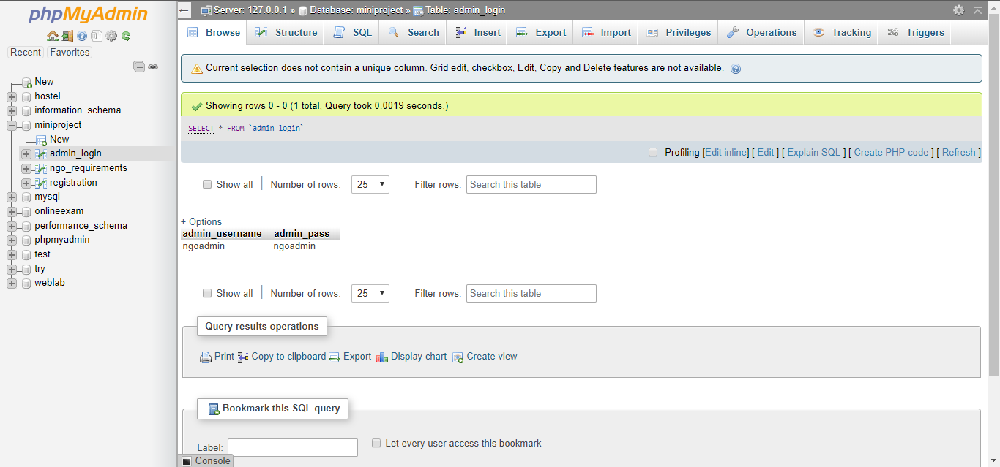 phpMyAdmin
Recent Favorites
New
hostel
information_schema
miniproject
New
admin_login
ngo_requirements
registration
mysql
onlineexam
performance_schema
phpmyadmin
test
try
weblab
Server: 127.0.0.1 » Database: miniproject » Table: admin_login
Browse Structure SQL Search Insert Export Import Privileges Operations Tracking Triggers
Current selection does not contain a unique column. Grid edit, checkbox, Edit, Copy and Delete features are not available.
Showing rows 0 - 0 (1 total, Query took 0.0019 seconds.)
SELECT * FROM `admin_login`
Profiling [Edit inline] [ Edit ] [ Explain SQL ] [ Create PHP code ] [ Refresh ]
Show all | Number of rows: 25 Filter rows: Search this table
+ Options
admin_username admin_pass
ngoadmin ngoadmin
Show all | Number of rows: 25 Filter rows: Search this table
Query results operations
Print Copy to clipboard Export Display chart Create view
Bookmark this SQL query
Label: Let every user access this bookmark
Console